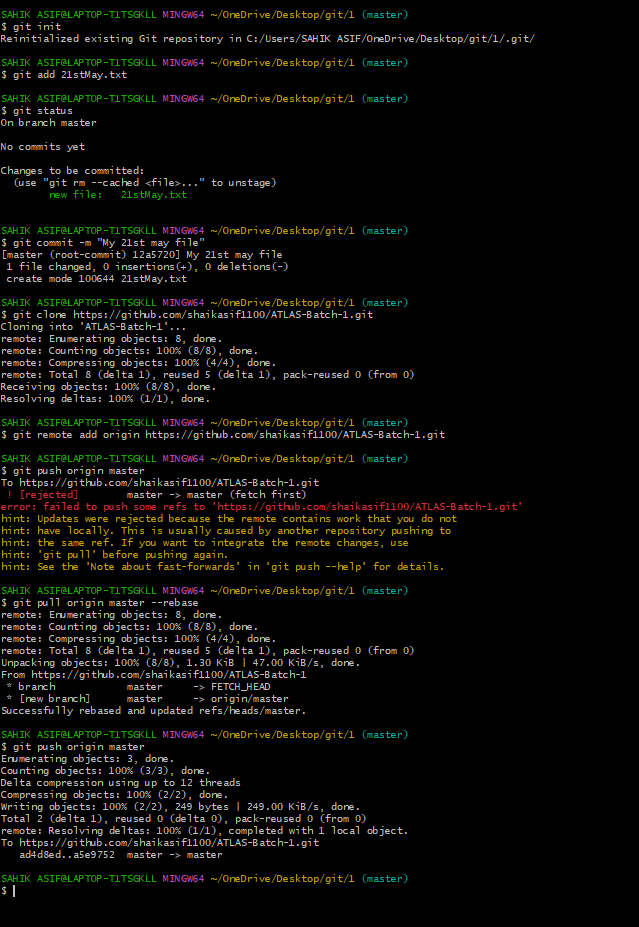 SAHIK ASIF@LAPTOP-T1TSGKLL MINGW64 ~/OneDrive/Desktop/git/1 (master)
$ git init
Reinitialized existing Git repository in C:/Users/SAHIK ASIF/OneDrive/Desktop/git/1/.git/
SAHIK ASIF@LAPTOP-T1TSGKLL MINGW64 ~/OneDrive/Desktop/git/1 (master)
$ git add 21stMay.txt
SAHIK ASIF@LAPTOP-T1TSGKLL MINGW64 ~/OneDrive/Desktop/git/1 (master)
$ git status
On branch master
No commits yet
Changes to be committed:
  (use "git rm --cached <file>..." to unstage)
        new file:   21stMay.txt
SAHIK ASIF@LAPTOP-T1TSGKLL MINGW64 ~/OneDrive/Desktop/git/1 (master)
$ git commit -m "My 21st may file"
[master (root-commit) 12a5720] My 21st may file
 1 file changed, 0 insertions(+), 0 deletions(-)
 create mode 100644 21stMay.txt
SAHIK ASIF@LAPTOP-T1TSGKLL MINGW64 ~/OneDrive/Desktop/git/1 (master)
$ git clone https://github.com/shaikasif1100/ATLAS-Batch-1.git
Cloning into 'ATLAS-Batch-1'...
remote: Enumerating objects: 8, done.
remote: Counting objects: 100% (8/8), done.
remote: Compressing objects: 100% (4/4), done.
remote: Total 8 (delta 1), reused 5 (delta 1), pack-reused 0 (from 0)
Receiving objects: 100% (8/8), done.
Resolving deltas: 100% (1/1), done.
SAHIK ASIF@LAPTOP-T1TSGKLL MINGW64 ~/OneDrive/Desktop/git/1 (master)
$ git remote add origin https://github.com/shaikasif1100/ATLAS-Batch-1.git
SAHIK ASIF@LAPTOP-T1TSGKLL MINGW64 ~/OneDrive/Desktop/git/1 (master)
$ git push origin master
To https://github.com/shaikasif1100/ATLAS-Batch-1.git
 ! [rejected]        master -> master (fetch first)
error: failed to push some refs to 'https://github.com/shaikasif1100/ATLAS-Batch-1.git'
hint: Updates were rejected because the remote contains work that you do not
hint: have locally. This is usually caused by another repository pushing to
hint: the same ref. If you want to integrate the remote changes, use
hint: 'git pull' before pushing again.
hint: See the 'Note about fast-forwards' in 'git push --help' for details.
SAHIK ASIF@LAPTOP-T1TSGKLL MINGW64 ~/OneDrive/Desktop/git/1 (master)
$ git pull origin master --rebase
remote: Enumerating objects: 8, done.
remote: Counting objects: 100% (8/8), done.
remote: Compressing objects: 100% (4/4), done.
remote: Total 8 (delta 1), reused 5 (delta 1), pack-reused 0 (from 0)
Unpacking objects: 100% (8/8), 1.30 KiB | 47.00 KiB/s, done.
From https://github.com/shaikasif1100/ATLAS-Batch-1
 * branch            master     -> FETCH_HEAD
 * [new branch]      master     -> origin/master
Successfully rebased and updated refs/heads/master.
SAHIK ASIF@LAPTOP-T1TSGKLL MINGW64 ~/OneDrive/Desktop/git/1 (master)
$ git push origin master
Enumerating objects: 3, done.
Counting objects: 100% (3/3), done.
Delta compression using up to 12 threads
Compressing objects: 100% (2/2), done.
Writing objects: 100% (2/2), 249 bytes | 249.00 KiB/s, done.
Total 2 (delta 1), reused 0 (delta 0), pack-reused 0 (from 0)
remote: Resolving deltas: 100% (1/1), completed with 1 local object.
To https://github.com/shaikasif1100/ATLAS-Batch-1.git
   ad4d8ed..a5e9752  master -> master
SAHIK ASIF@LAPTOP-T1TSGKLL MINGW64 ~/OneDrive/Desktop/git/1 (master)
$